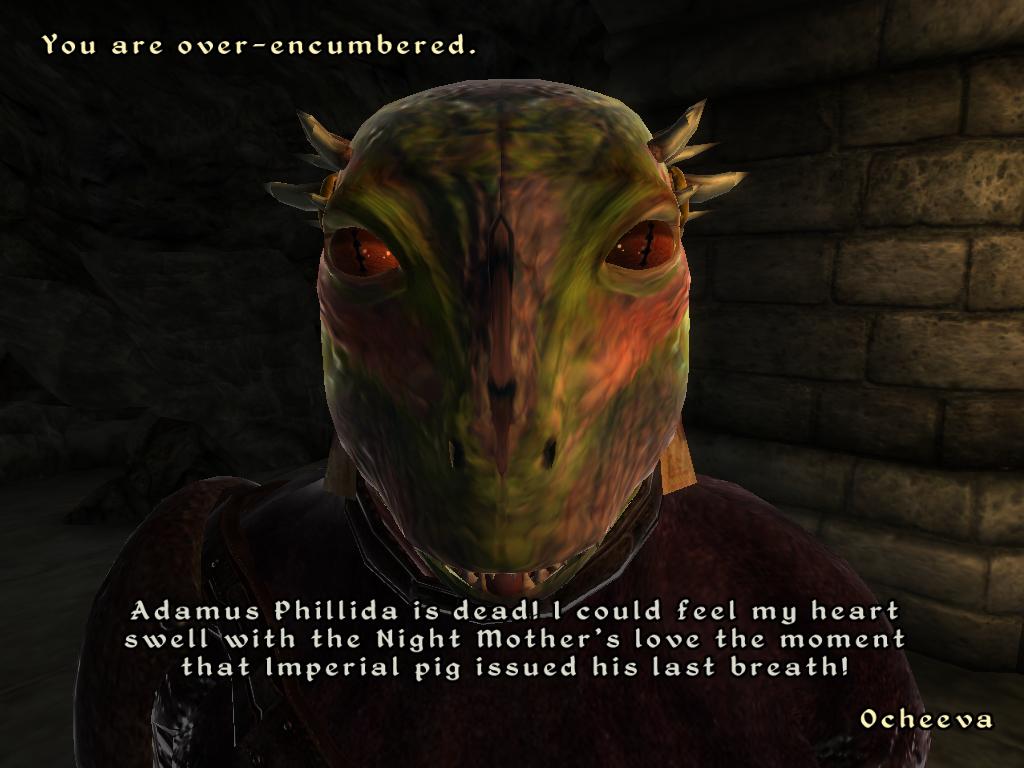 You are over-encumbered.
Adamus Phillida is dead! I could feel my heart
swell with the Night Mother's love the moment
that Imperial pig issued his last breath!
Ocheeva